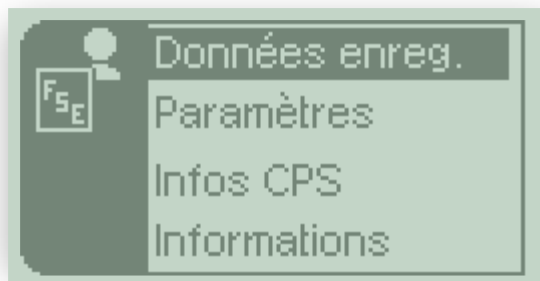 FSE
Données enreg.
Paramètres
Infos CPS
Informations